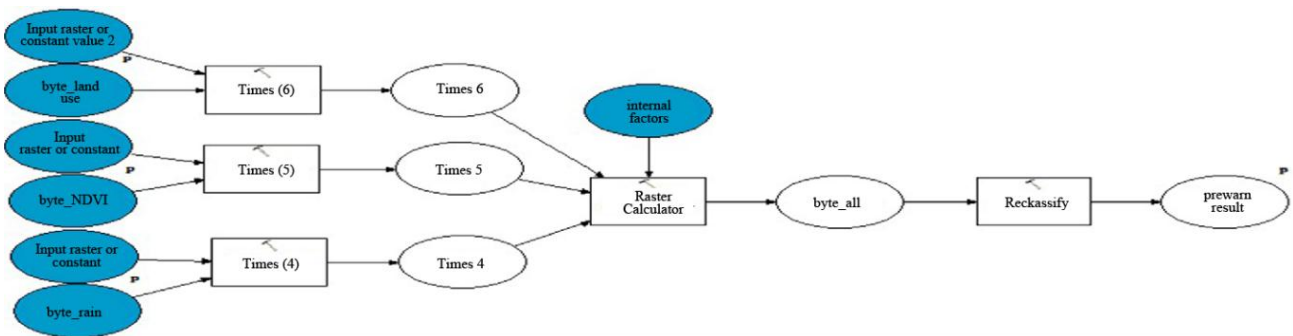 Input raster or
constant value 2
P
byte_land
use
Times (6)
Times 6
internal
factors
Input
raster or constant
P
byte_NDVI
Times (5)
Times 5
Raster
Calculator
byte_all
Reckassify
P
prewarn
result
Input raster or
constant
P
byte_rain
Times (4)
Times 4